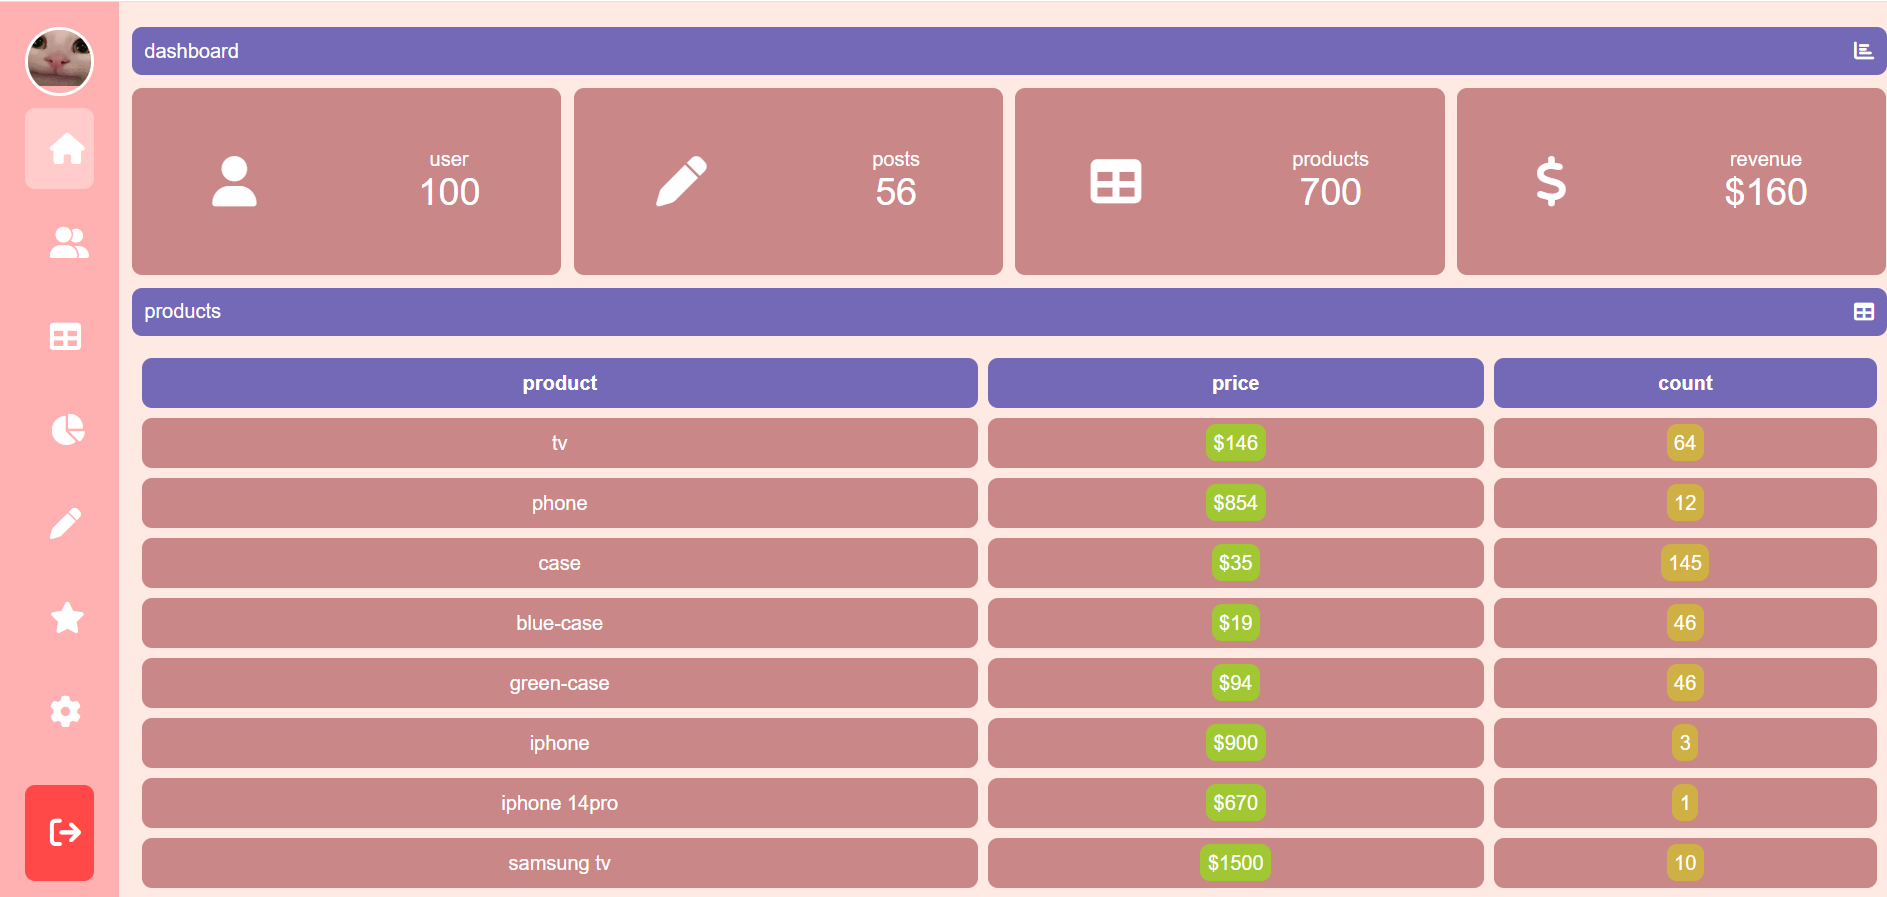 dashboard
user
100
posts
56
products
700
revenue
$160
products
product price count
tv $146 64
phone $854 12
case $35 145
blue-case $19 46
green-case $94 46
iphone $900 3
iphone 14pro $670 1
samsung tv $1500 10